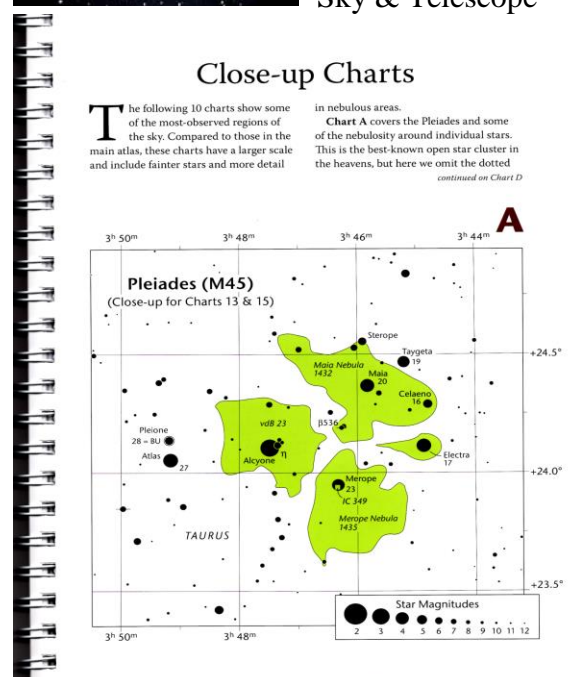 Sky & Telescope
Close-up Charts
The following 10 charts show some
of the most-observed regions of
the sky. Compared to those in the
main atlas, these charts have a larger scale
and include fainter stars and more detail
in nebulous areas.
Chart A covers the Pleiades and some
of the nebulosity around individual stars.
This is the best-known open star cluster in
the heavens, but here we omit the dotted
continued on Chart D
A
3h 50m 3h 48m 3h 46m 3h 44m
Pleiades (M45)
(Close-up for Charts 13 & 15)
Sterope
+24.5°
Taygeta
19
Maia Nebula
1432
Maia
20
Celaeno
16
vdB 23
β536
Pleione
28 = BU
Atlas
27
Alcyone
η
Electra
17
+24.0°
Merope
23
IC 349
Merope Nebula
1435
TAURUS
+23.5°
Star Magnitudes
2 3 4 5 6 7 8 9 10 11 12
3h 50m 3h 48m